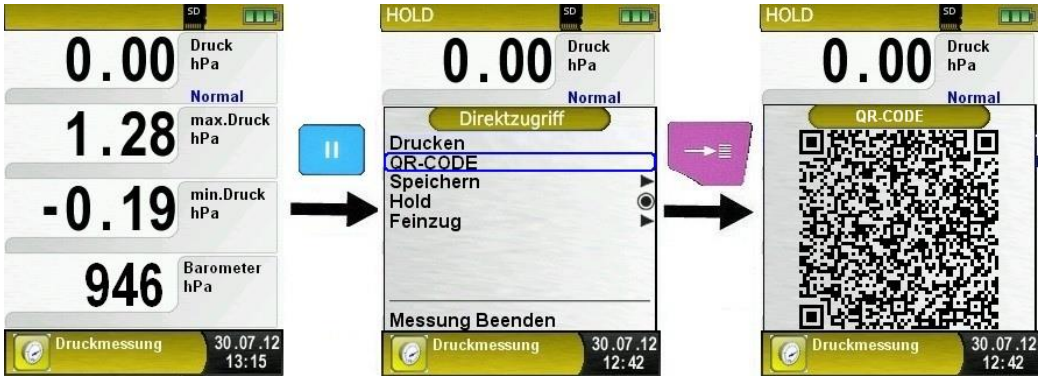 SD
0.00
Druck
hPa
Normal
1.28
max.Druck
hPa
-0.19
min.Druck
hPa
946
Barometer
hPa
Druckmessung
30.07.12
13:15
HOLD
SD
0.00
Druck
hPa
Normal
Direktzugriff
Drucken
QR-CODE
Speichern
Hold
Feinzug
Messung Beenden
Druckmessung
30.07.12
12:42
HOLD
SD
0.00
Druck
hPa
Normal
QR-CODE
Druckmessung
30.07.12
12:42